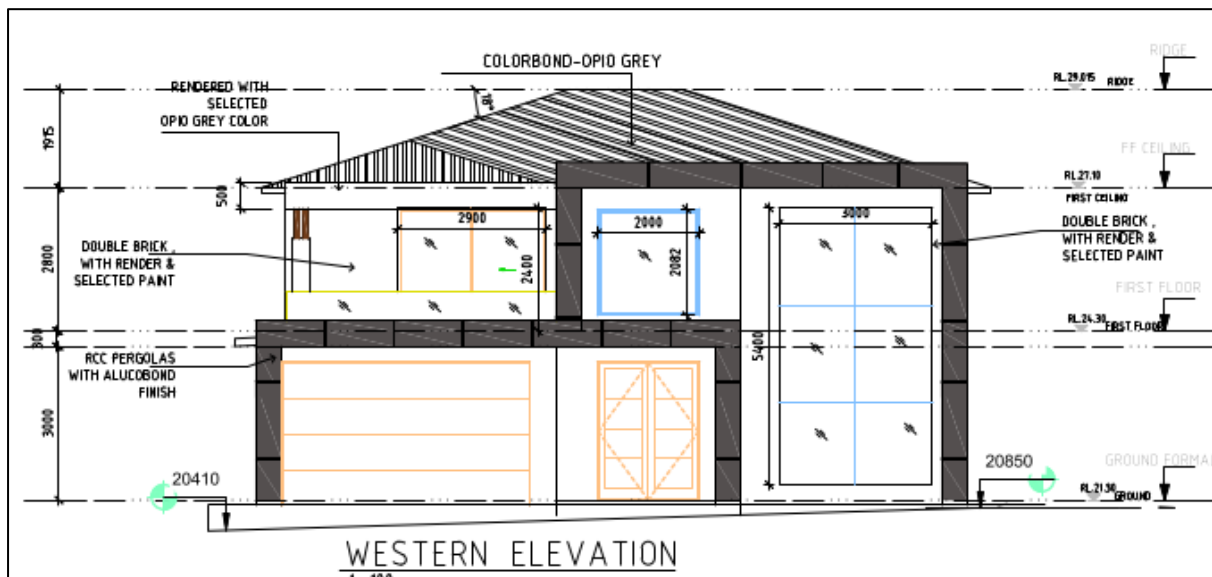 COLORBOND-OPIO GREY
RIDGE
RL.29.015 RIDGE
RENDERED WITH
SELECTED
OPIO GREY COLOR
18°
1915
FF CEILING
RL.27.10
FIRST CEILING
500
2900
2000
3000
DOUBLE BRICK ,
WITH RENDER &
SELECTED PAINT
DOUBLE BRICK ,
WITH RENDER &
SELECTED PAINT
2800
2400
2082
FIRST FLOOR
RL.24.30 FIRST FLOOR
300
5400
RCC PERGOLAS
WITH ALUCOBOND
FINISH
3000
20410
20850
GROUND FORMA
RL.21.30
GROUND
WESTERN ELEVATION